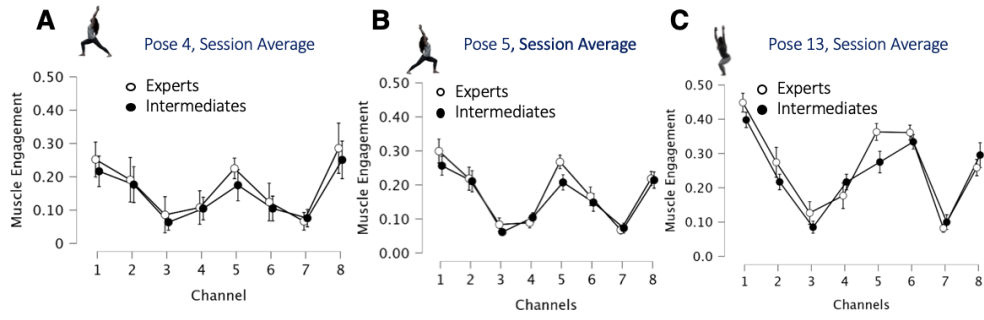 A
Pose 4, Session Average
Experts
Intermediates
Muscle Engagement
0.50
0.40
0.30
0.20
0.10
0
1 2 3 4 5 6 7 8
Channel
B
Pose 5, Session Average
Experts
Intermediates
Muscle Engagement
0.50
0.40
0.30
0.20
0.10
0.00
1 2 3 4 5 6 7 8
Channels
C
Pose 13, Session Average
Experts
Intermediates
Muscle Engagement
0.50
0.40
0.30
0.20
0.10
0.0
1 2 3 4 5 6 7 8
Channels